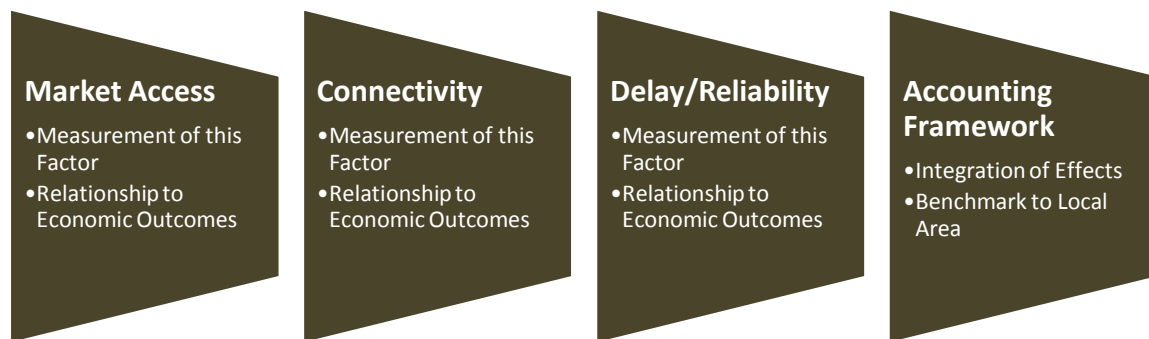 Market Access
•Measurement of this
Factor
•Relationship to
Economic Outcomes
Connectivity
•Measurement of this
Factor
•Relationship to
Economic Outcomes
Delay/Reliability
•Measurement of this
Factor
•Relationship to
Economic Outcomes
Accounting
Framework
•Integration of Effects
•Benchmark to Local
Area